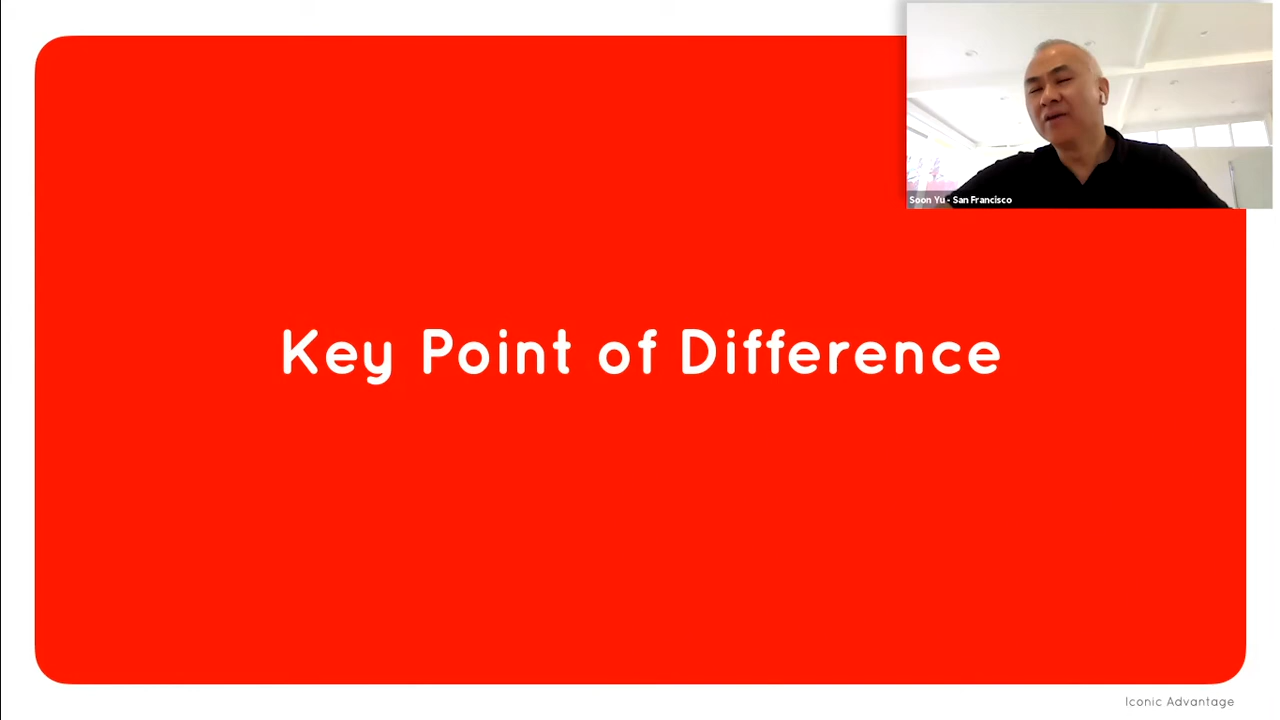 Soon Yu - San Francisco
Key Point of Difference
Iconic Advantage